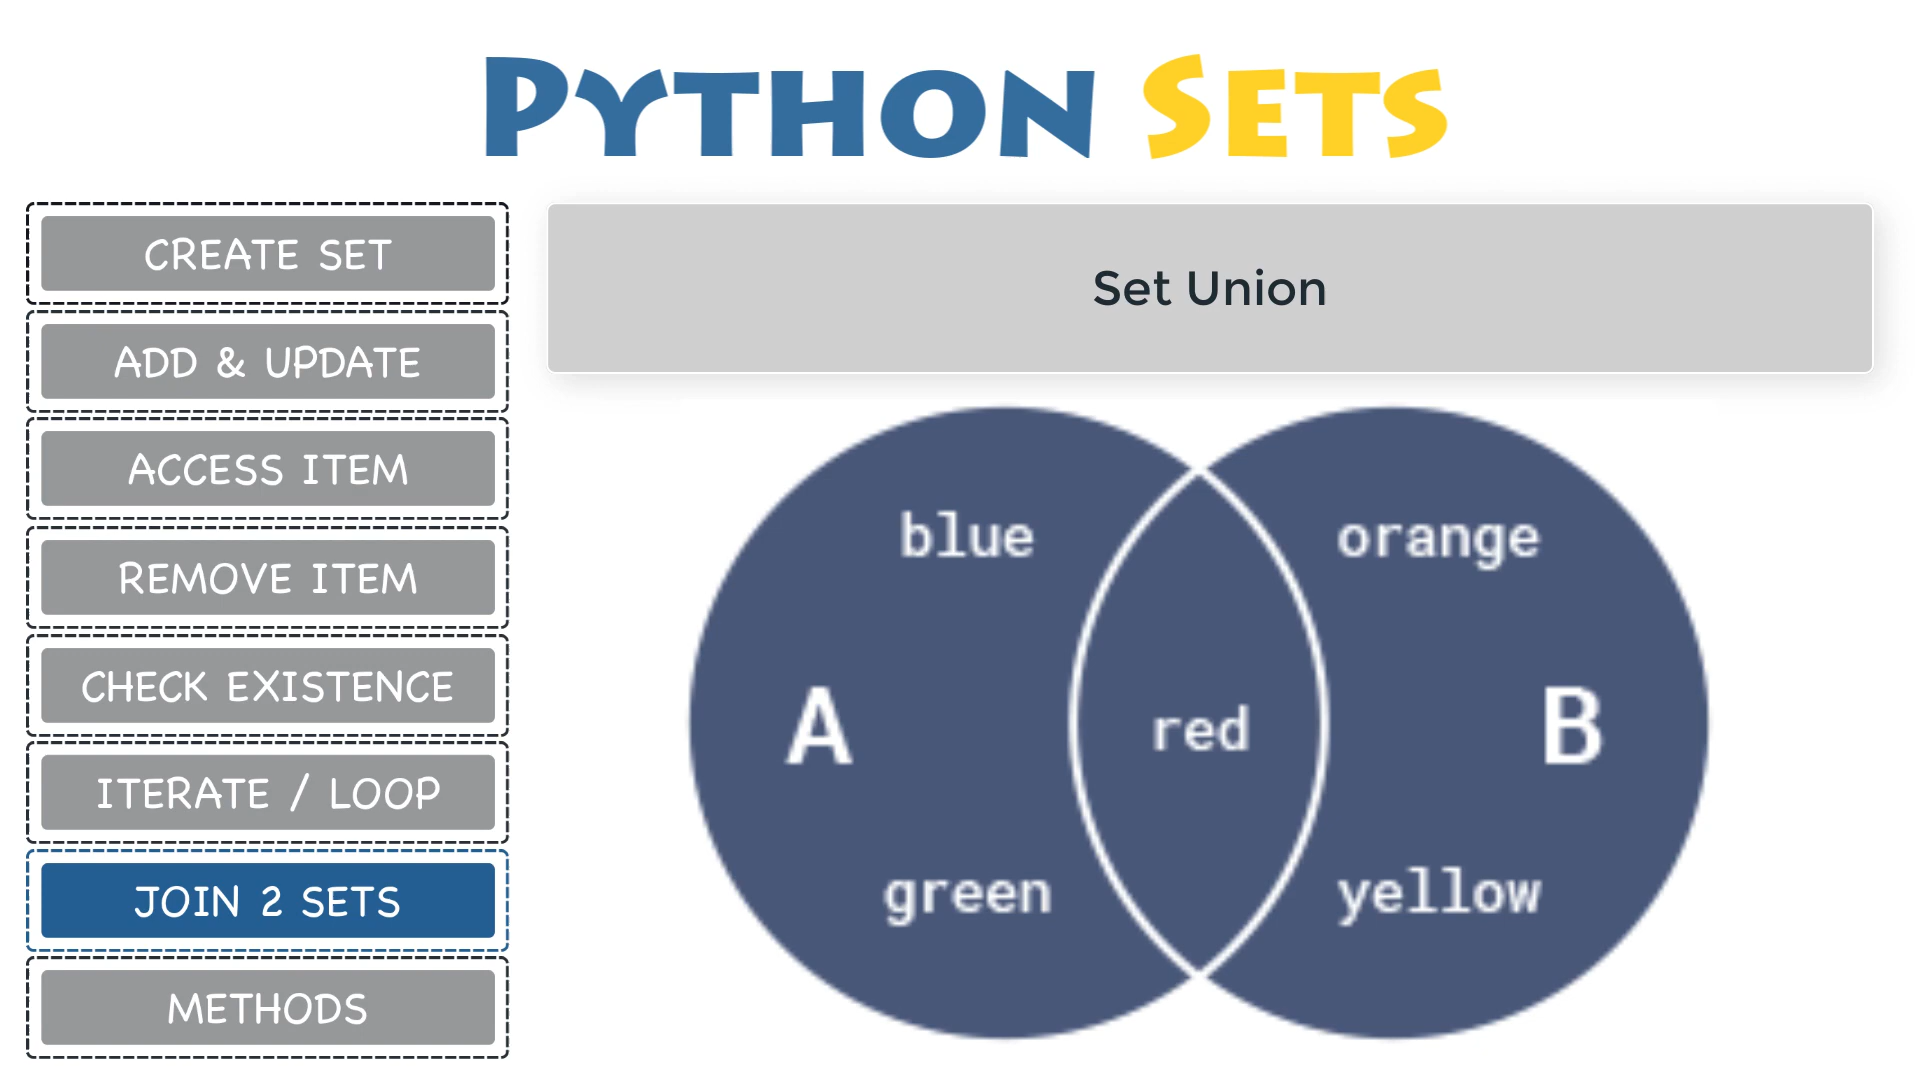 PYTHON SETS
CREATE SET
ADD & UPDATE
ACCESS ITEM
REMOVE ITEM
CHECK EXISTENCE
ITERATE / LOOP
JOIN 2 SETS
METHODS
Set Union
blue
orange
A
red
B
green
yellow